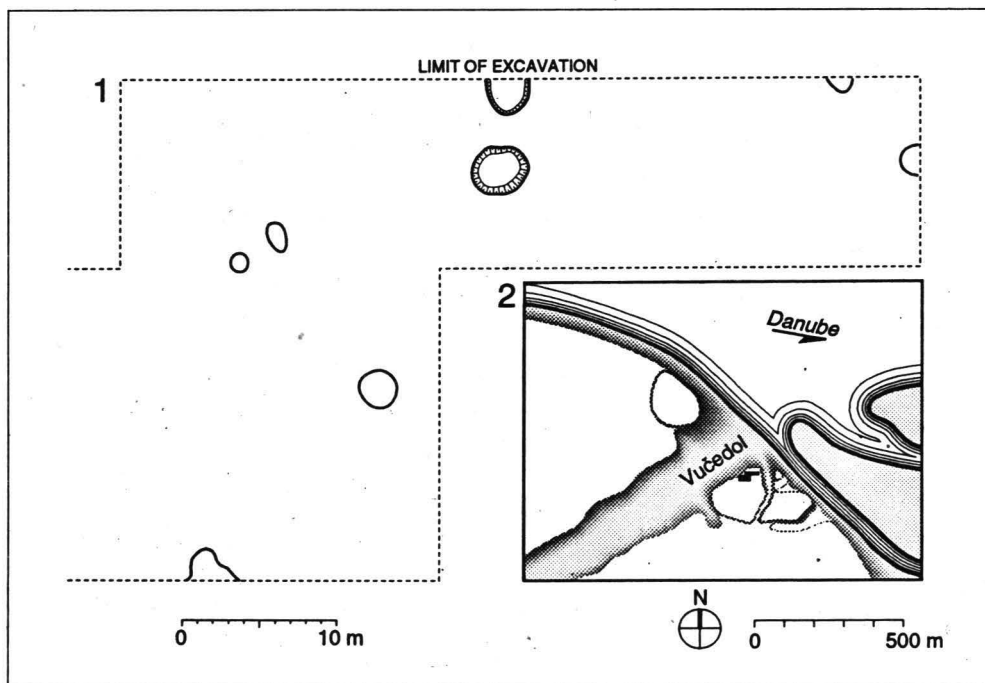 LIMIT OF EXCAVATION
1
2
Danube
Vučedol
N
0 10 m
0 500 m